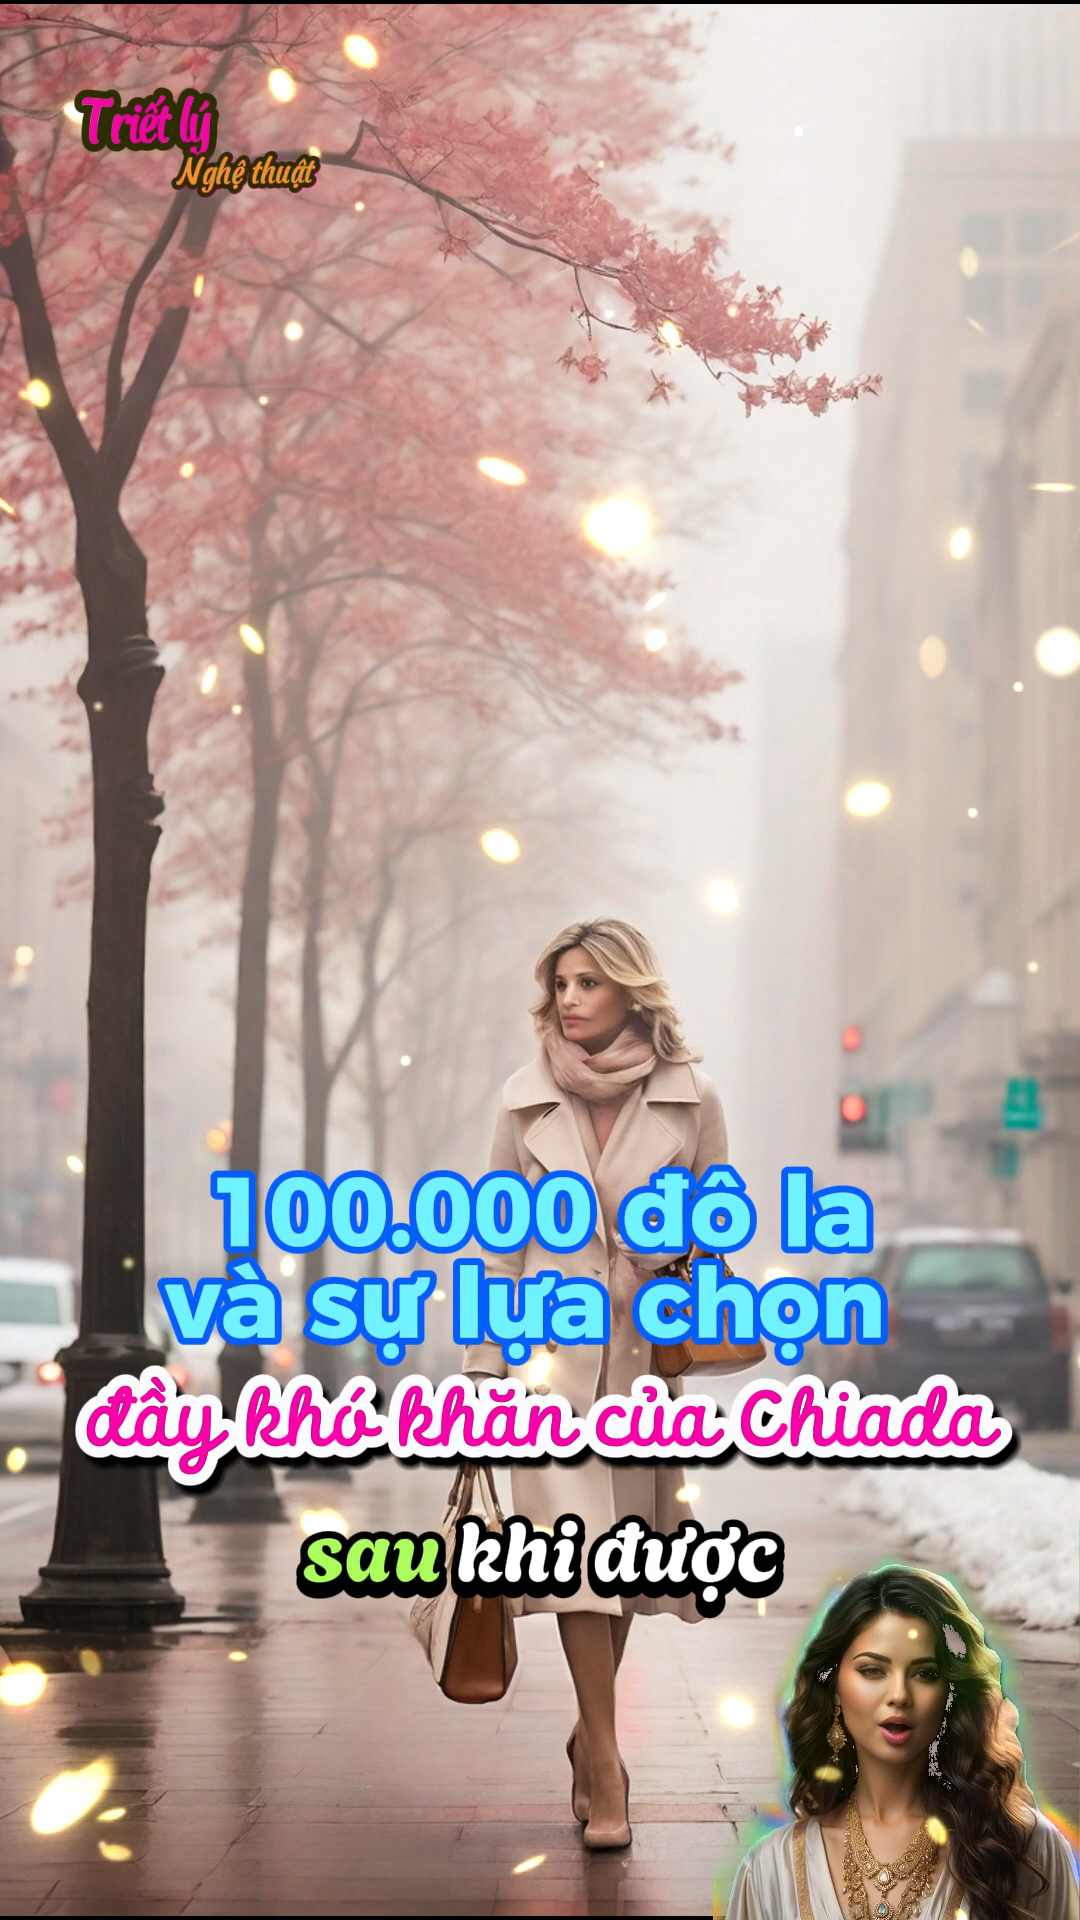 Triết lý
Nghệ thuật
100.000 đô la
và sự lựa chọn
đầy khó khăn của Chiada
sau khi được